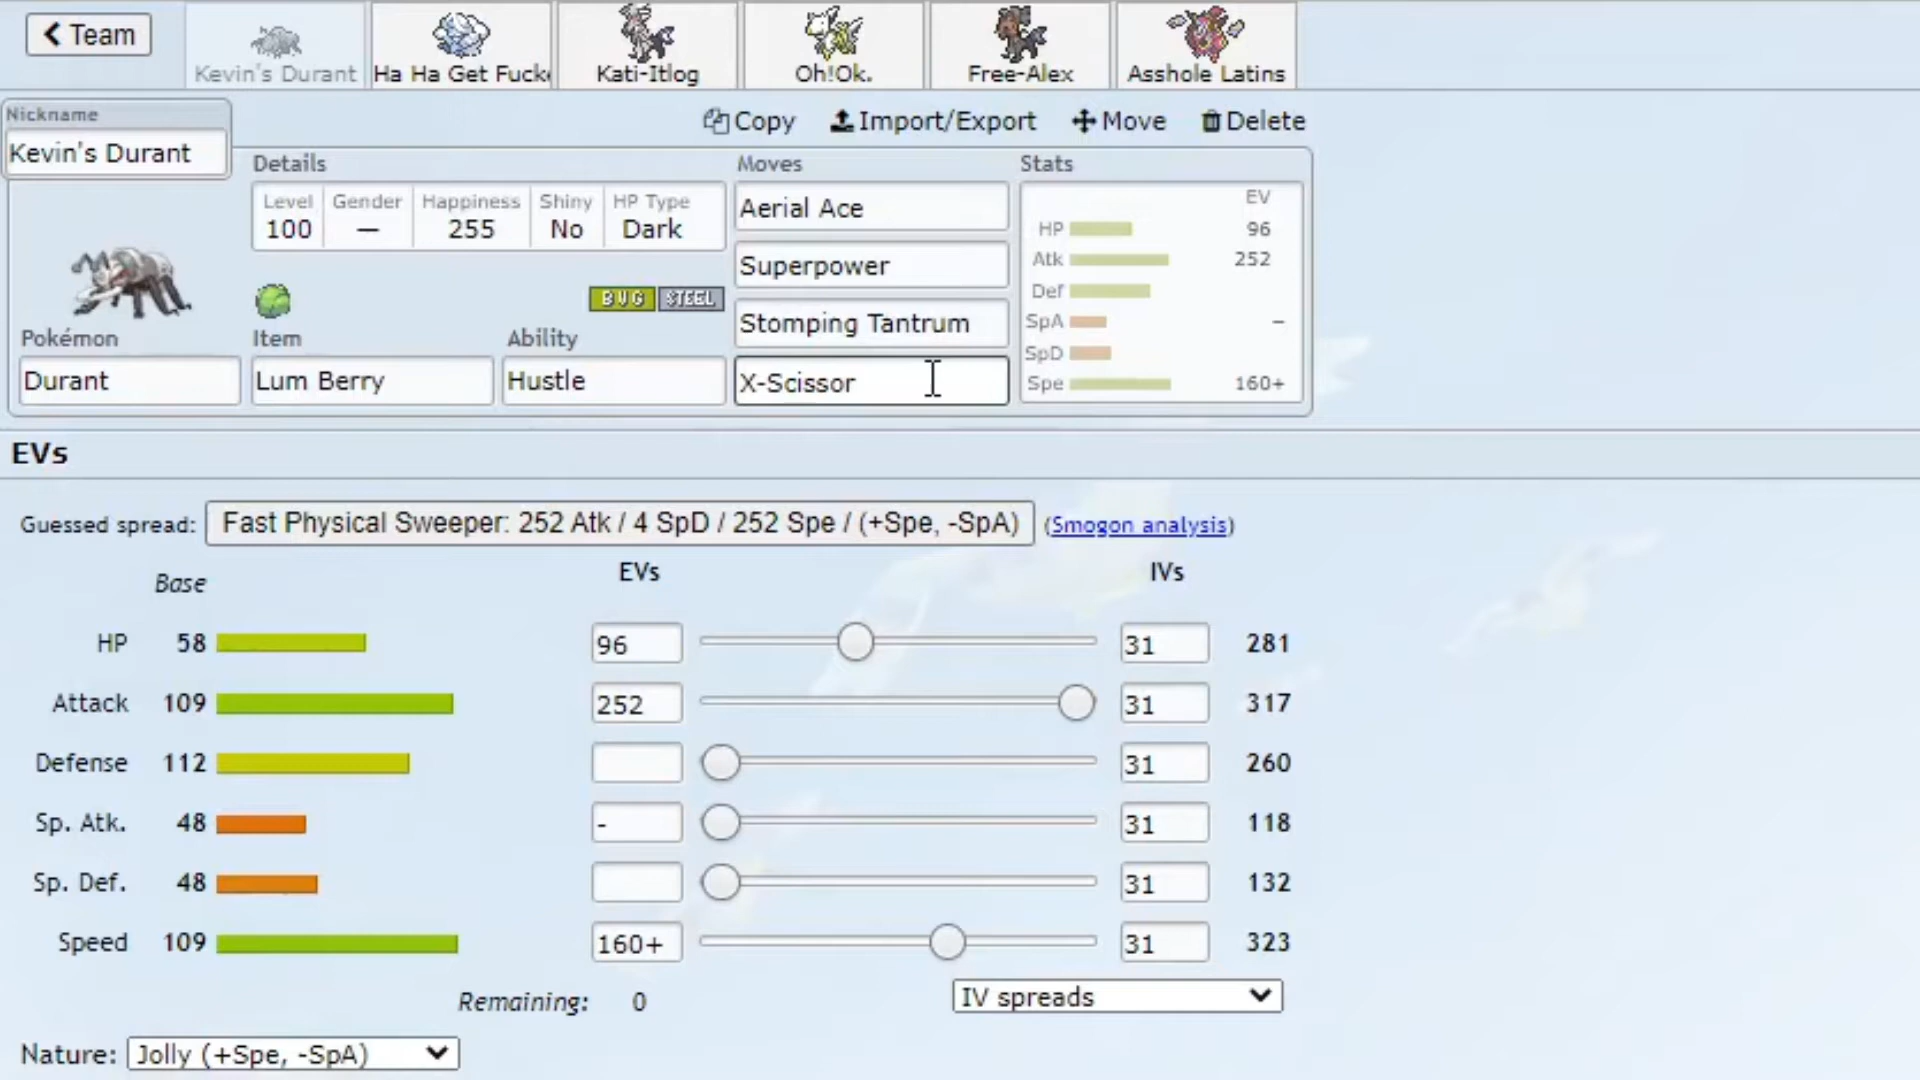 Team
Kevin's Durant
Ha Ha Get Fucke
Kati-Itlog
Oh!Ok.
Free-Alex
Asshole Latins
Nickname
Kevin's Durant
Copy
Import/Export
Move
Delete
Details
Moves
Stats
Level
Gender
Happiness
Shiny
HP Type
100
—
255
No
Dark
Aerial Ace
Superpower
Stomping Tantrum
X-Scissor
EV
HP 96
Atk 252
Def
SpA –
SpD
Spe 160+
BUG STEEL
Pokémon
Item
Ability
Durant
Lum Berry
Hustle
EVs
Guessed spread: Fast Physical Sweeper: 252 Atk / 4 SpD / 252 Spe / (+Spe, -SpA) (Smogon analysis)
Base EVs IVs
HP 58 96 31 281
Attack 109 252 31 317
Defense 112 31 260
Sp. Atk. 48 - 31 118
Sp. Def. 48 31 132
Speed 109 160+ 31 323
Remaining: 0
IV spreads
Nature: Jolly (+Spe, -SpA)